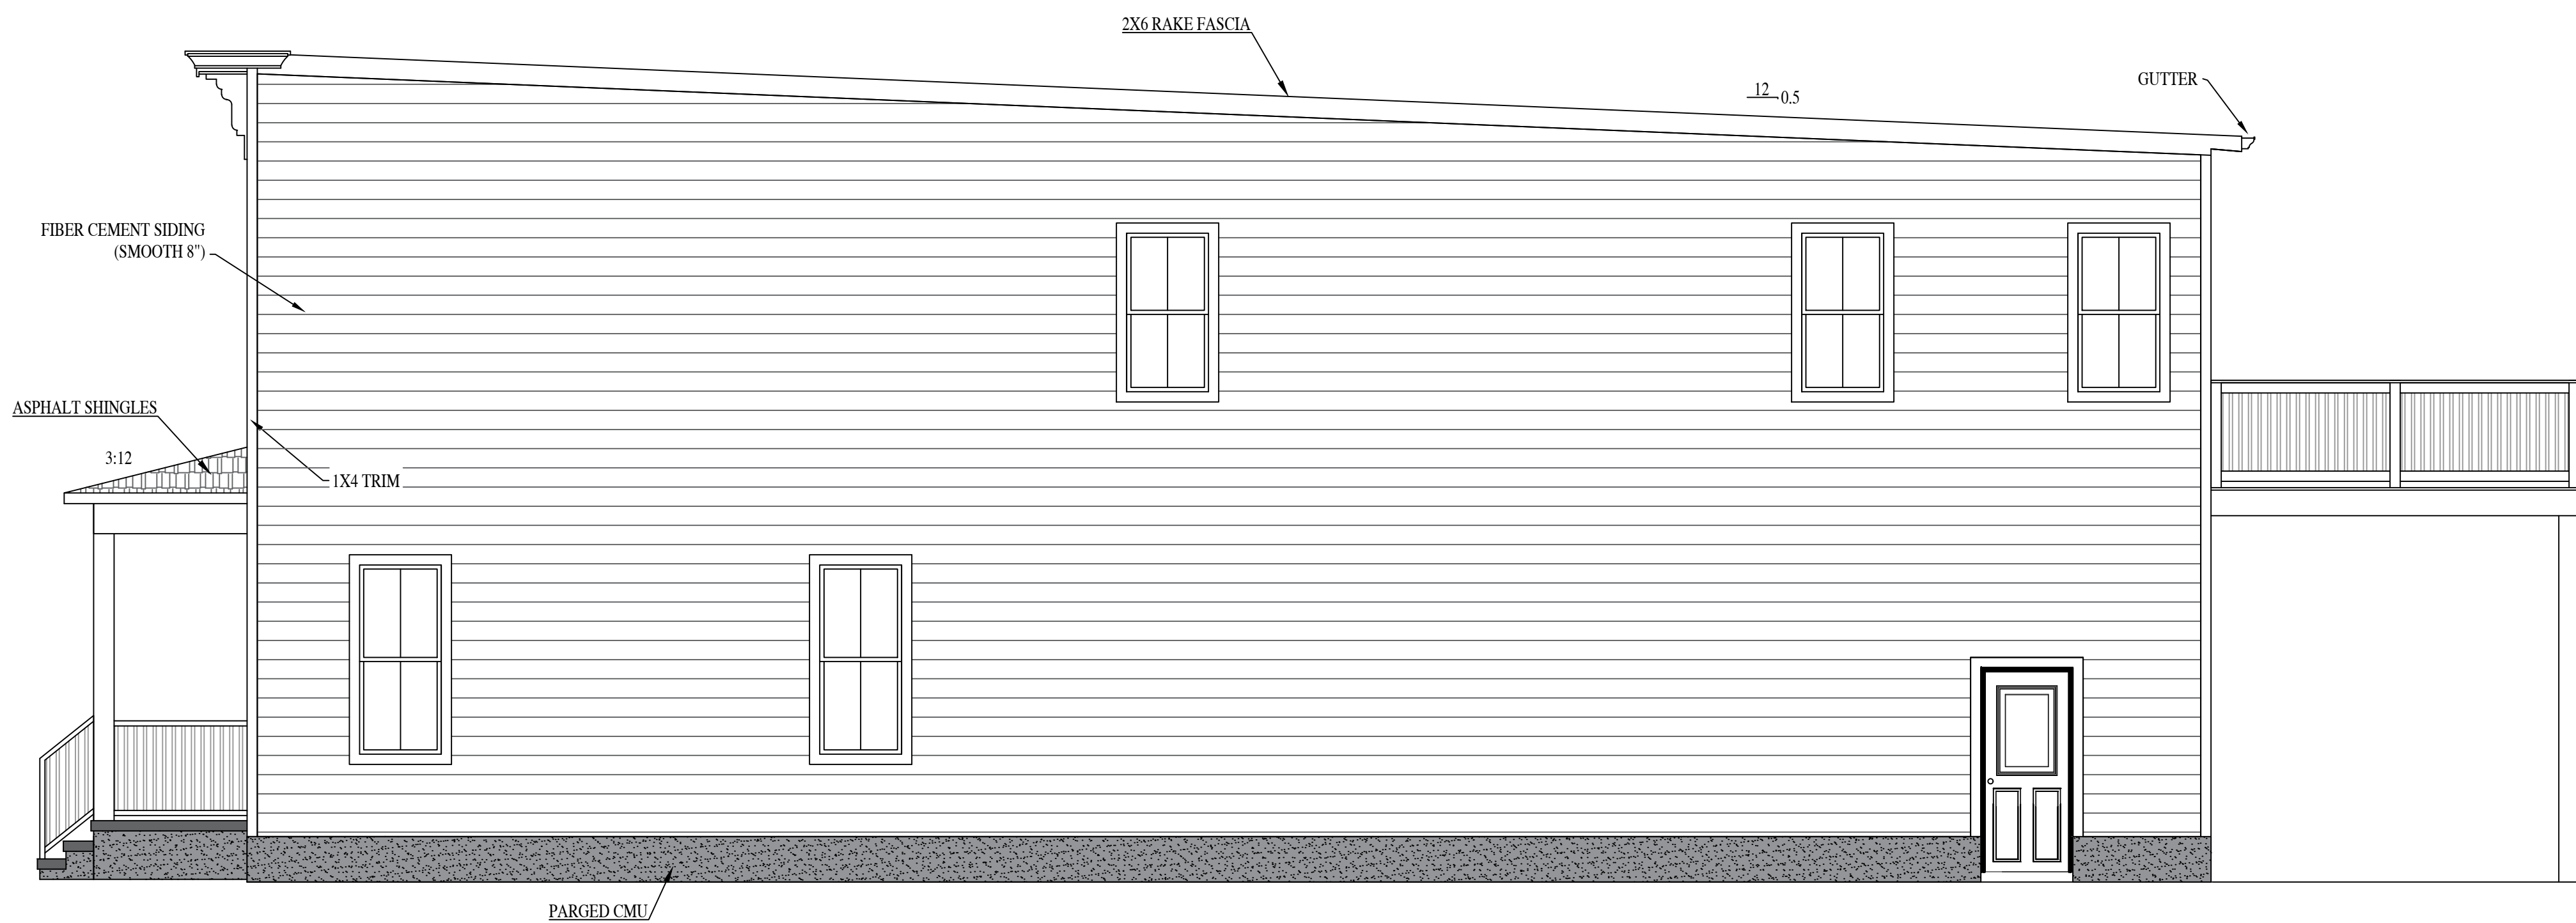 2X6 RAKE FASCIA
GUTTER
12
0.5
FIBER CEMENT SIDING
(SMOOTH 8")
ASPHALT SHINGLES
3:12
1X4 TRIM
PARGED CMU